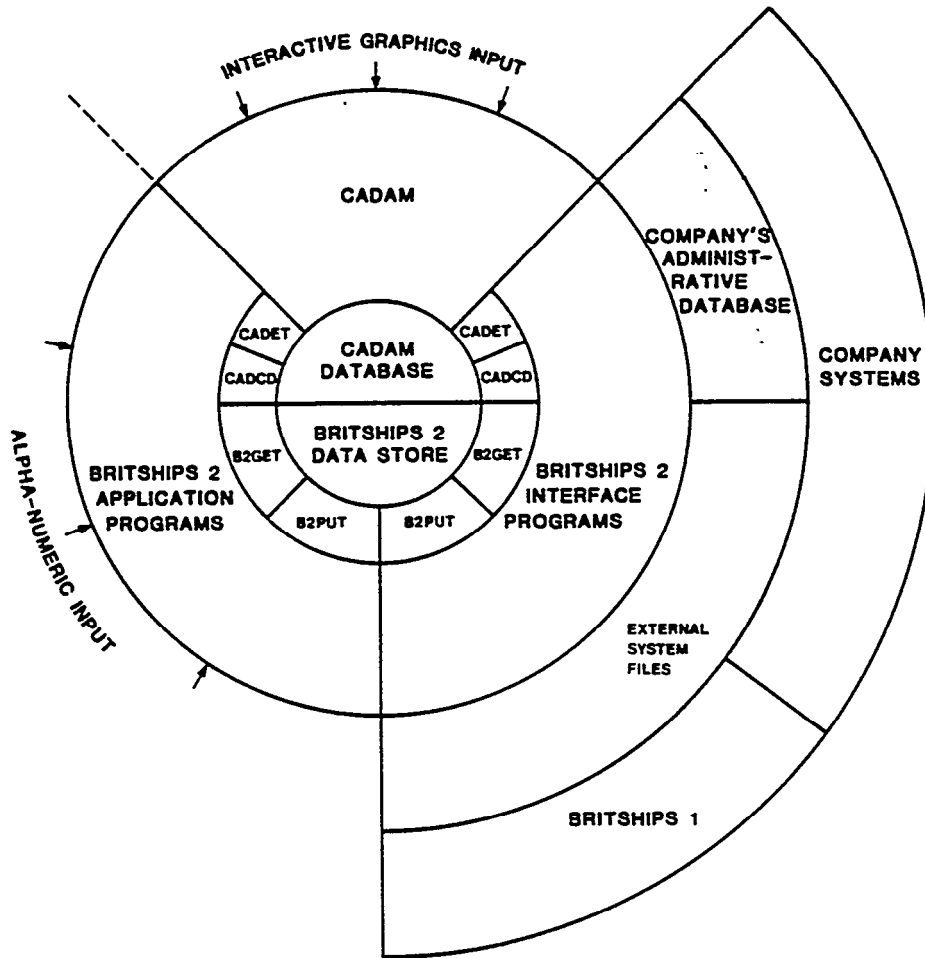 INTERACTIVE GRAPHICS INPUT
CADAM
COMPANY'S
ADMINIST-
RATIVE
DATABASE
CADET
CADET
CADAM
DATABASE
COMPANY
SYSTEMS
CADCD
CADCD
BRITSHIPS 2
DATA STORE
B2GET
B2GET
BRITSHIPS 2
APPLICATION
PROGRAMS
BRITSHIPS 2
INTERFACE
PROGRAMS
B2PUT
B2PUT
ALPHA-NUMERIC INPUT
EXTERNAL
SYSTEM
FILES
BRITSHIPS 1